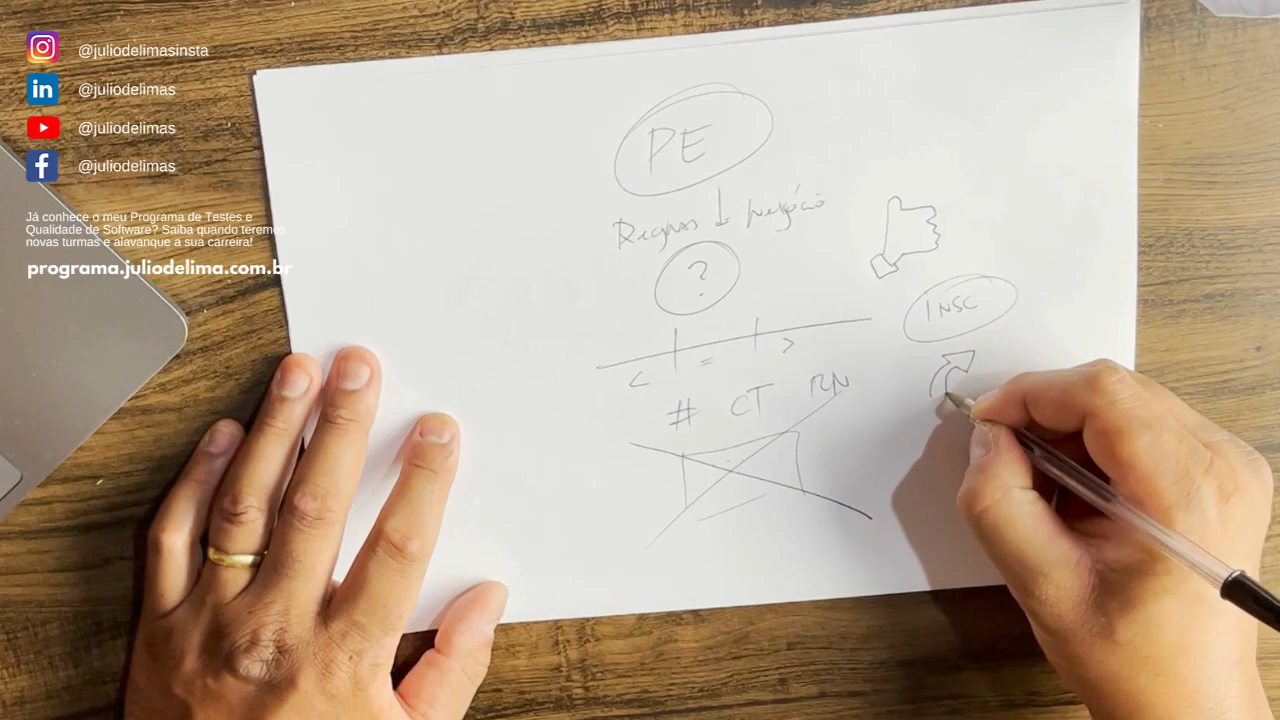 @juliodelimasinsta
@juliodelimas
@juliodelimas
@juliodelimas
Já conhece o meu Programa de Testes e
Qualidade de Software? Saiba quando teremos
novas turmas e alavanque a sua carreira!
programa.juliodelima.com.br
PE
Regras de negócio
?
< = >
# CT RN
INSC